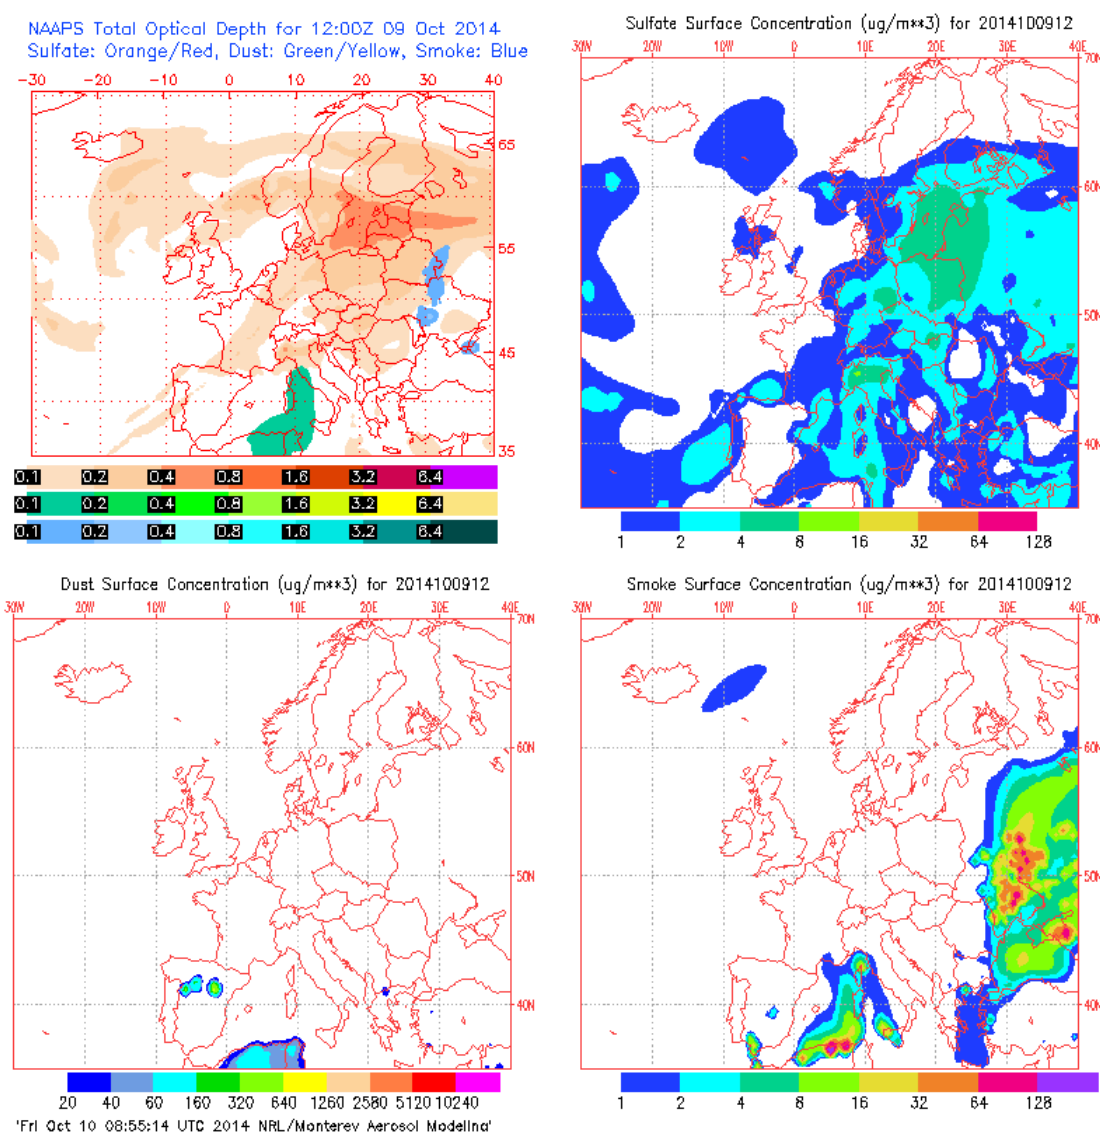 NAAPS Total Optical Depth for 12:00Z 09 Oct 2014
Sulfate: Orange/Red, Dust: Green/Yellow, Smoke: Blue
-30 -20 -10 0 10 20 30 40
65
55
45
35
0.1 0.2 0.4 0.8 1.6 3.2 6.4
0.1 0.2 0.4 0.8 1.6 3.2 6.4
0.1 0.2 0.4 0.8 1.6 3.2 6.4
Sulfate Surface Concentration (ug/m**3) for 2014100912
30W 20W 10W 0 10E 20E 30E 40E
70N
60N
50N
40N
1 2 4 8 16 32 64 128
Dust Surface Concentration (ug/m**3) for 2014100912
30W 20W 10W 0 10E 20E 30E 40E
70N
60N
50N
40N
20 40 60 160 320 640 1260 2580 5120 10240
Smoke Surface Concentration (ug/m**3) for 2014100912
30W 20W 10W 0 10E 20E 30E 40E
70N
60N
50N
40N
1 2 4 8 16 32 64 128
'Fri Oct 10 08:55:14 UTC 2014 NRL/Monterey Aerosol Modeling'